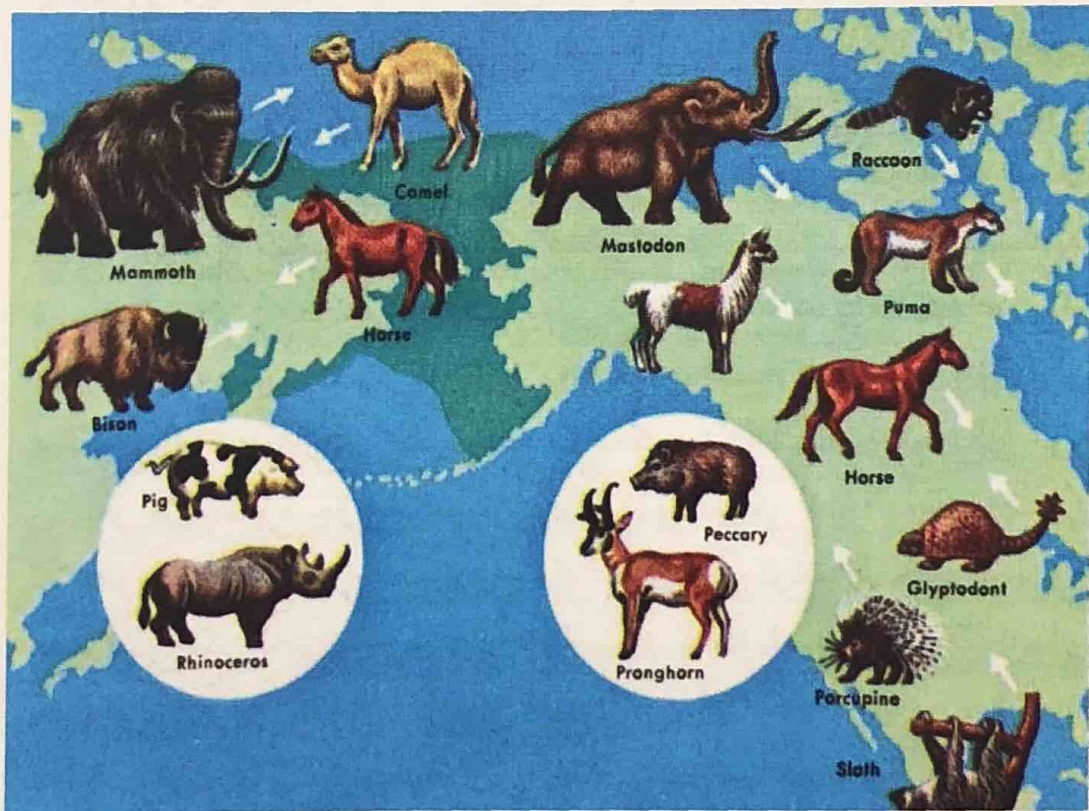 Camel
Raccoon
Mammoth
Mastodon
Horse
Puma
Bison
Horse
Pig
Peccary
Glyptodont
Rhinoceros
Pronghorn
Porcupine
Sloth